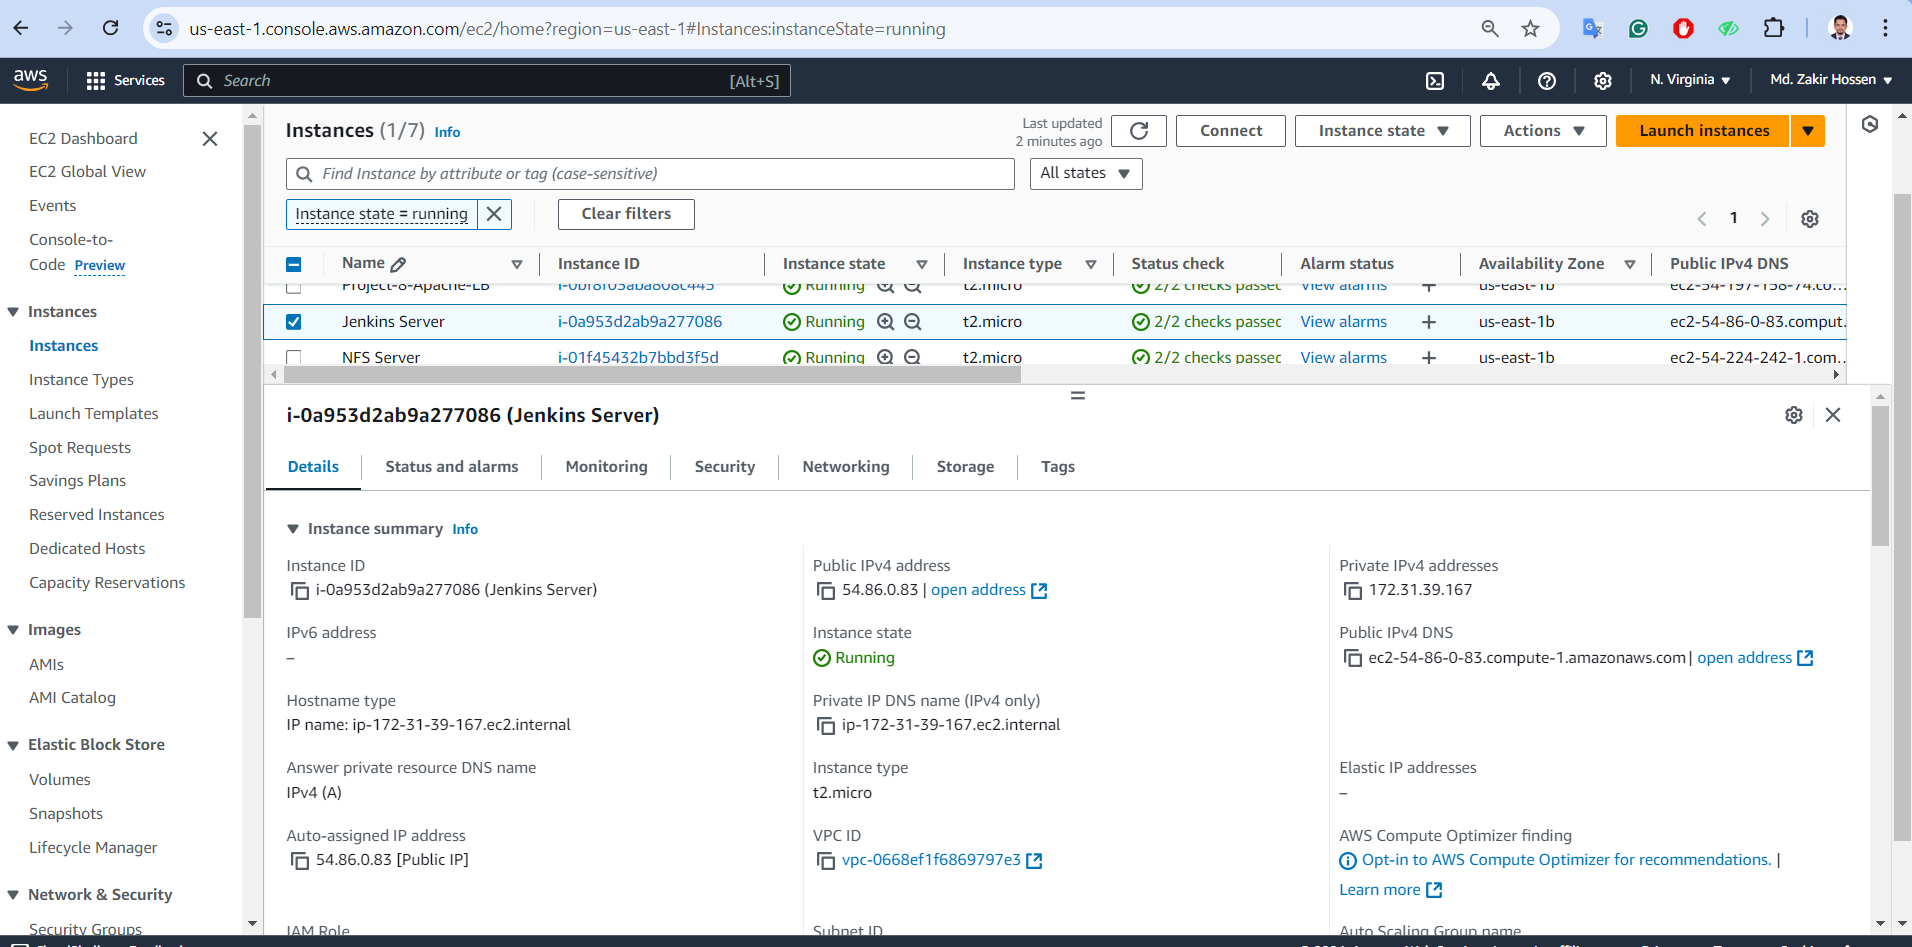 us-east-1.console.aws.amazon.com/ec2/home?region=us-east-1#Instances:instanceState=running
aws
Services
Search [Alt+S]
N. Virginia
Md. Zakir Hossen
EC2 Dashboard
EC2 Global View
Events
Console-to-
Code Preview
Instances
Instances
Instance Types
Launch Templates
Spot Requests
Savings Plans
Reserved Instances
Dedicated Hosts
Capacity Reservations
Images
AMIs
AMI Catalog
Elastic Block Store
Volumes
Snapshots
Lifecycle Manager
Network & Security
Security Groups
Instances (1/7) Info
Last updated
2 minutes ago
Connect
Instance state
Actions
Launch instances
Find Instance by attribute or tag (case-sensitive)
All states
Instance state = running
Clear filters
1
Name Instance ID Instance state Instance type Status check Alarm status Availability Zone Public IPv4 DNS
Project-8-Apache-LB i-0bf8f03aba808c445 Running t2.micro 2/2 checks passec View alarms + us-east-1b ec2-54-197-158-74.co...
Jenkins Server i-0a953d2ab9a277086 Running t2.micro 2/2 checks passec View alarms + us-east-1b ec2-54-86-0-83.comput.
NFS Server i-01f45432b7bbd3f5d Running t2.micro 2/2 checks passec View alarms + us-east-1b ec2-54-224-242-1.com...
i-0a953d2ab9a277086 (Jenkins Server)
Details
Status and alarms
Monitoring
Security
Networking
Storage
Tags
Instance summary Info
Instance ID
i-0a953d2ab9a277086 (Jenkins Server)
Public IPv4 address
54.86.0.83 | open address
Private IPv4 addresses
172.31.39.167
IPv6 address
–
Instance state
Running
Public IPv4 DNS
ec2-54-86-0-83.compute-1.amazonaws.com | open address
Hostname type
IP name: ip-172-31-39-167.ec2.internal
Private IP DNS name (IPv4 only)
ip-172-31-39-167.ec2.internal
Answer private resource DNS name
IPv4 (A)
Instance type
t2.micro
Elastic IP addresses
–
Auto-assigned IP address
54.86.0.83 [Public IP]
VPC ID
vpc-0668ef1f6869797e3
AWS Compute Optimizer finding
Opt-in to AWS Compute Optimizer for recommendations. |
Learn more
IAM Role
Subnet ID
Auto Scaling Group name